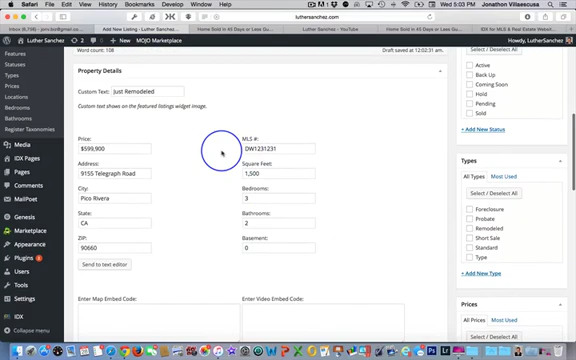 Safari File Edit View History Bookmarks Develop Window Help
Wed 5:03 PM Jonathon Villaescusa
luthersanchez.com
Add New Listing ‹ LutherSanchez
Home Sold in 45 Days or Less Gu...
Luther Sanchez - YouTube
Home Sold in 45 Days or Less G...
IDX for MLS & Real Estate Websit...
LutherSanchez 2 5 + New MOJO Marketplace
Howdy, LutherSanchez
Word count: 108
Draft saved at 12:02:31 am.
Features
Statuses
Types
Prices
Locations
Bedrooms
Bathrooms
Register Taxonomies
Media
IDX Pages
Pages
Comments
MailPoet
Genesis
Marketplace
Appearance
Plugins
Users
Tools
Settings
IDX
Collapse menu
Property Details
Custom Text: Just Remodeled
Custom text shows on the featured listings widget image.
Price:
$599,900
MLS #:
DW1231231
Address:
9155 Telegraph Road
Square Feet:
1,500
City:
Pico Rivera
Bedrooms:
3
State:
CA
Bathrooms:
2
ZIP:
90660
Basement:
0
Send to text editor
Enter Map Embed Code:
Enter Video Embed Code:
Select / Deselect All
Active
Back Up
Coming Soon
Hold
Pending
Sold
+ Add New Status
Types
All Types Most Used
Select / Deselect All
Foreclosure
Probate
Remodeled
Short Sale
Standard
Type
+ Add New Type
Prices
All Prices Most Used
Select / Deselect All